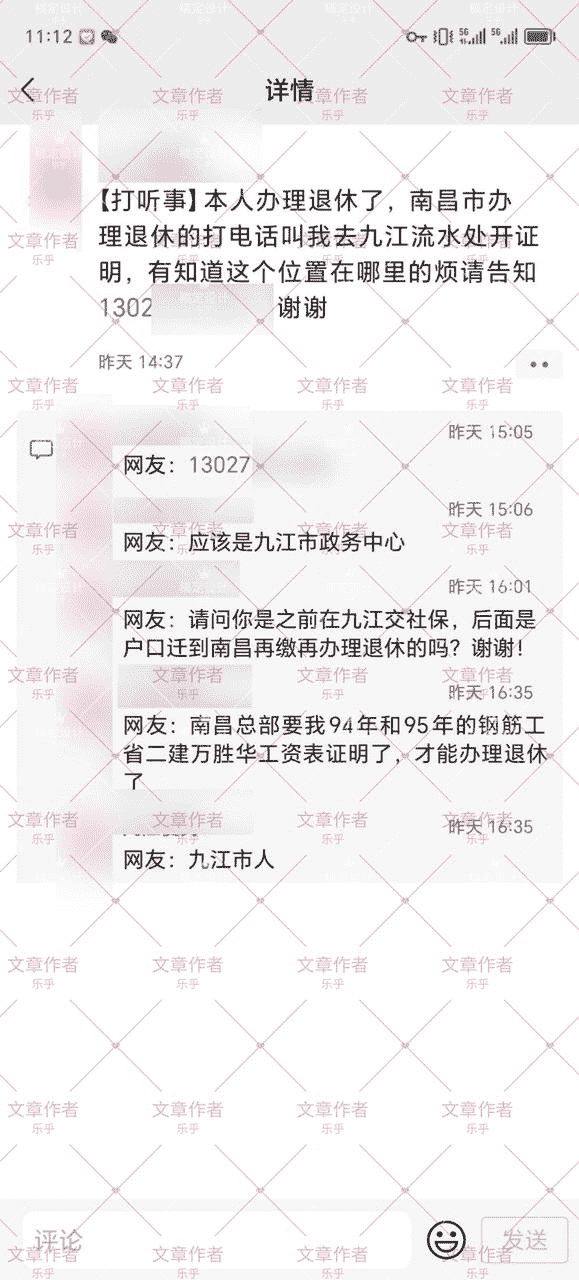 11:12
详情
【打听事】本人办理退休了，南昌市办
理退休的打电话叫我去九江流水处开证
明，有知道这个位置在哪里的烦请告知
1302 谢谢
昨天 14:37
昨天 15:05
网友：13027
昨天 15:06
网友：应该是九江市政务中心
昨天 16:01
网友：请问你是之前在九江交社保，后面是
户口迁到南昌再缴再办理退休的吗？谢谢！
昨天 16:35
网友：南昌总部要我94年和95年的钢筋工
省二建万胜华工资表证明了，才能办理退休
了
昨天 16:35
网友：九江市人
评论
发送
文章作者
乐乎